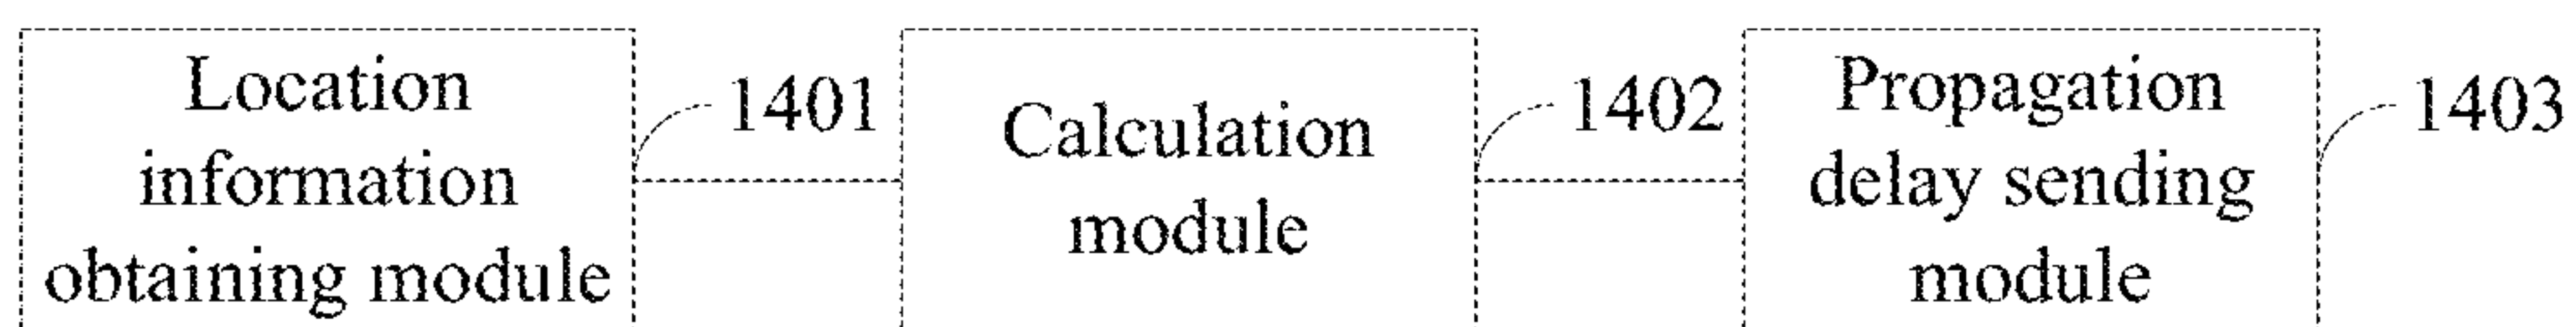 Location
information
obtaining module
1401
Calculation
module
1402
Propagation
delay sending
module
1403